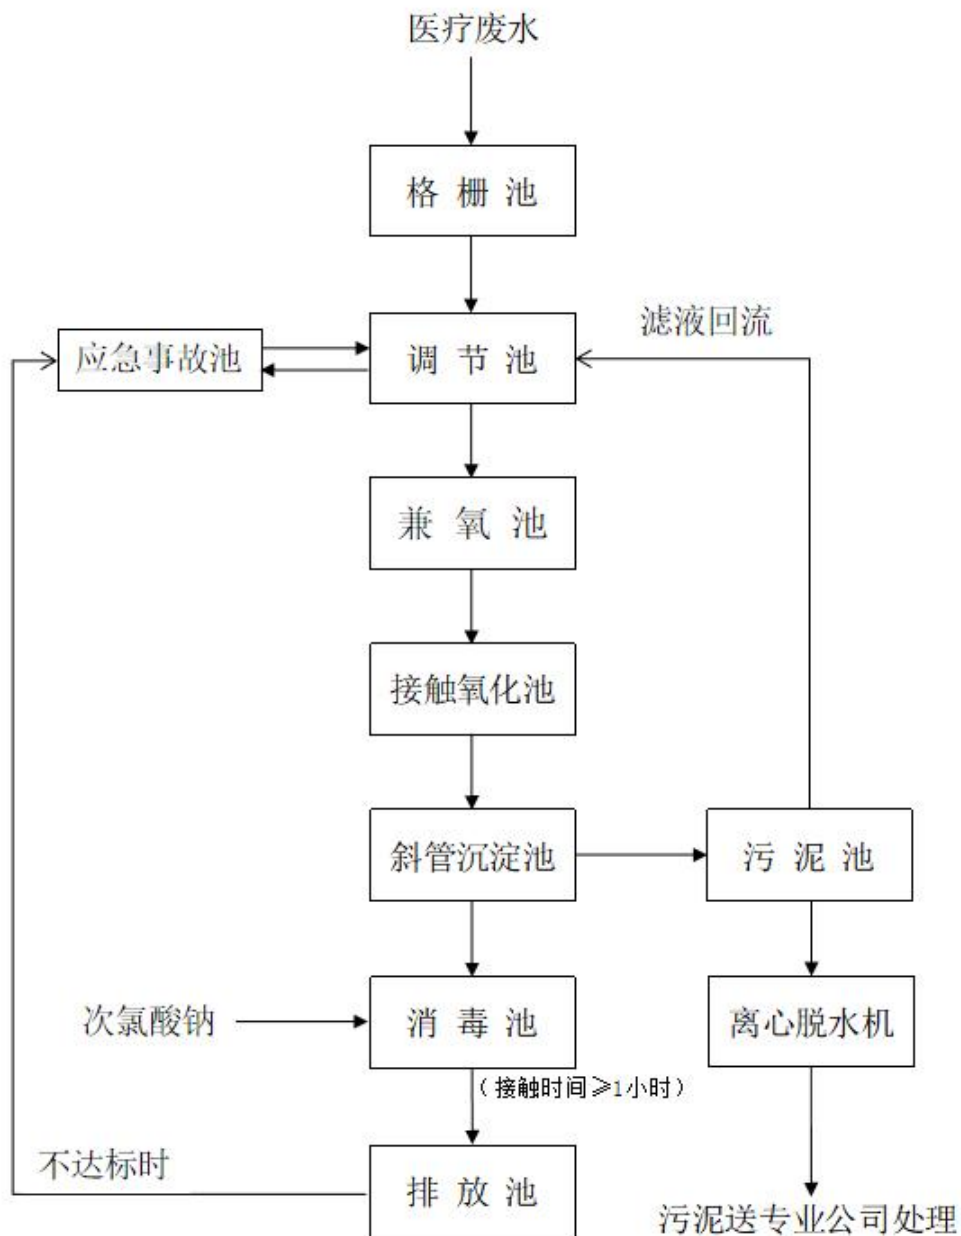 医疗废水
格栅池
滤液回流
应急事故池
调节池
兼氧池
接触氧化池
斜管沉淀池
污泥池
次氯酸钠
消毒池
离心脱水机
（接触时间≥1小时）
不达标时
排放池
污泥送专业公司处理